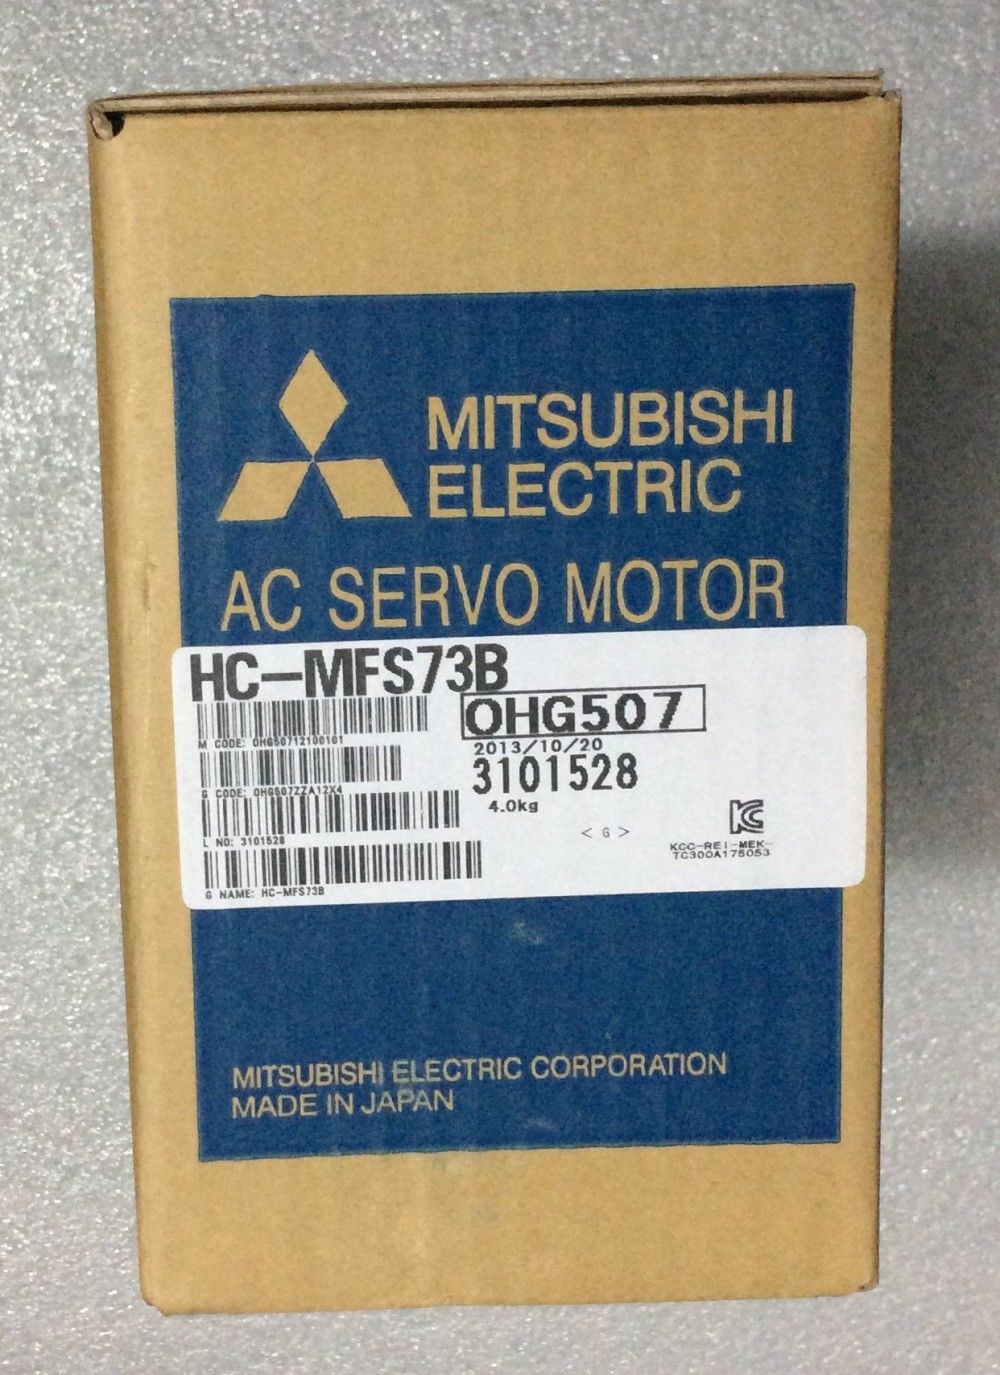 MITSUBISHI
ELECTRIC
AC SERVO MOTOR
HC-MFS73B
OHG507
M CODE: OHG50712100101
2013/10/20
3101528
G CODE: OHG507ZZA12X4
4.0kg
< G >
L NO: 3101528
KCC-REI-MEK-
TC300A175053
G NAME: HC-MFS73B
MITSUBISHI ELECTRIC CORPORATION
MADE IN JAPAN